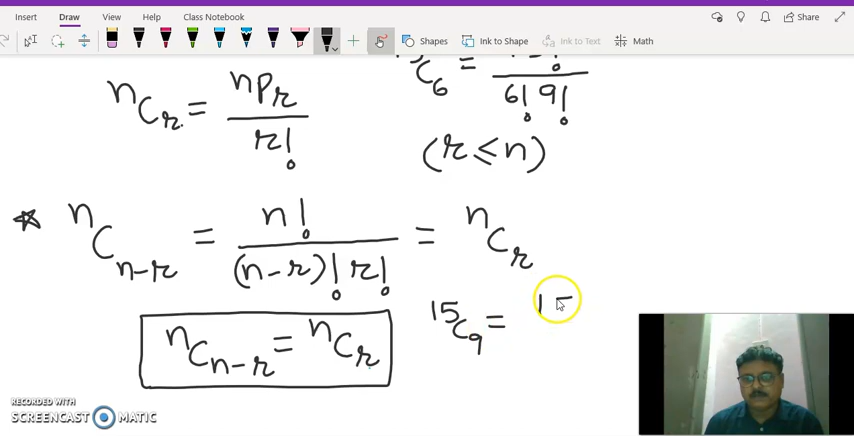 Insert Draw View Help Class Notebook Share
Shapes Ink to Shape Ink to Text Math
ⁿCᵣ = nPᵣ / r!
C₆ = / 6! 9!
(r ≤ n)
☆ ⁿCₙ₋ᵣ = n! / (n-r)! r! = ⁿCᵣ
ⁿCₙ₋ᵣ = ⁿCᵣ
¹⁵C₉ =
RECORDED WITH
SCREENCAST MATIC